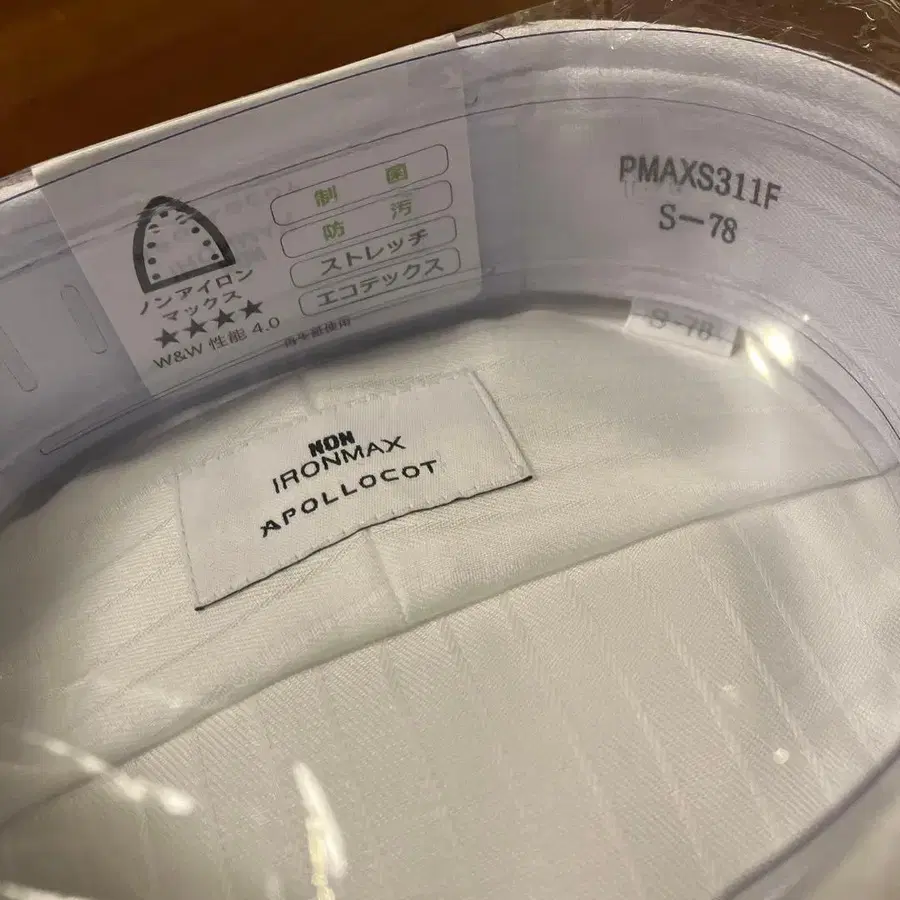 制 菌
防 汚
ストレッチ
エコテックス
ノンアイロン
マックス
★★★★
W&W 性能 4.0
PMAXS311F
S-78
S-78
NON
IRONMAX
APOLLOCOT